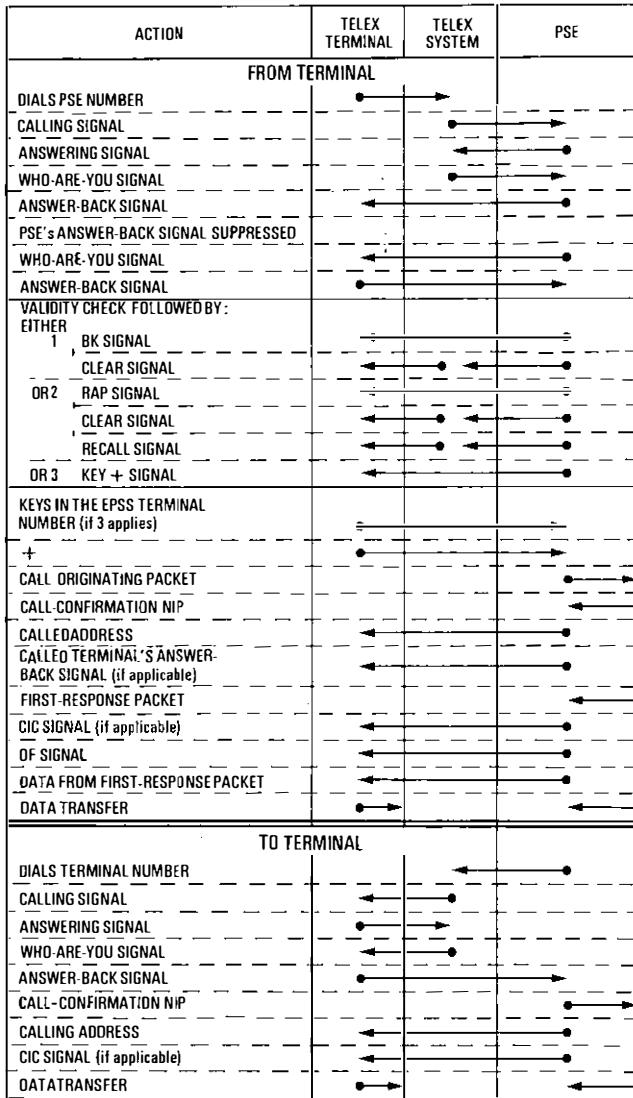 ACTION
TELEX
TERMINAL
TELEX
SYSTEM
PSE
FROM TERMINAL
DIALS PSE NUMBER
CALLING SIGNAL
ANSWERING SIGNAL
WHO-ARE-YOU SIGNAL
ANSWER-BACK SIGNAL
PSE's ANSWER-BACK SIGNAL SUPPRESSED
WHO-ARE-YOU SIGNAL
ANSWER-BACK SIGNAL
VALIDITY CHECK FOLLOWED BY:
EITHER
1 BK SIGNAL
CLEAR SIGNAL
OR 2 RAP SIGNAL
CLEAR SIGNAL
RECALL SIGNAL
OR 3 KEY + SIGNAL
KEYS IN THE EPSS TERMINAL
NUMBER (if 3 applies)
+
CALL ORIGINATING PACKET
CALL-CONFIRMATION NIP
CALLED ADDRESS
CALLED TERMINAL'S ANSWER-
BACK SIGNAL (if applicable)
FIRST-RESPONSE PACKET
CIC SIGNAL (if applicable)
OF SIGNAL
DATA FROM FIRST-RESPONSE PACKET
DATA TRANSFER
TO TERMINAL
DIALS TERMINAL NUMBER
CALLING SIGNAL
ANSWERING SIGNAL
WHO-ARE-YOU SIGNAL
ANSWER-BACK SIGNAL
CALL-CONFIRMATION NIP
CALLING ADDRESS
CIC SIGNAL (if applicable)
DATA TRANSFER